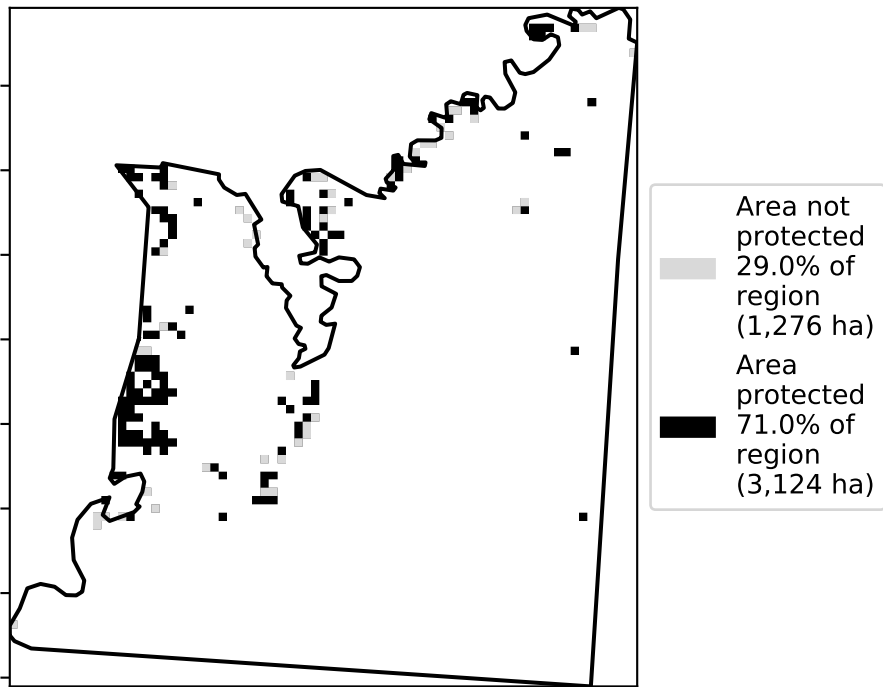 Area not
protected
29.0% of
region
(1,276 ha)
Area
protected
71.0% of
region
(3,124 ha)